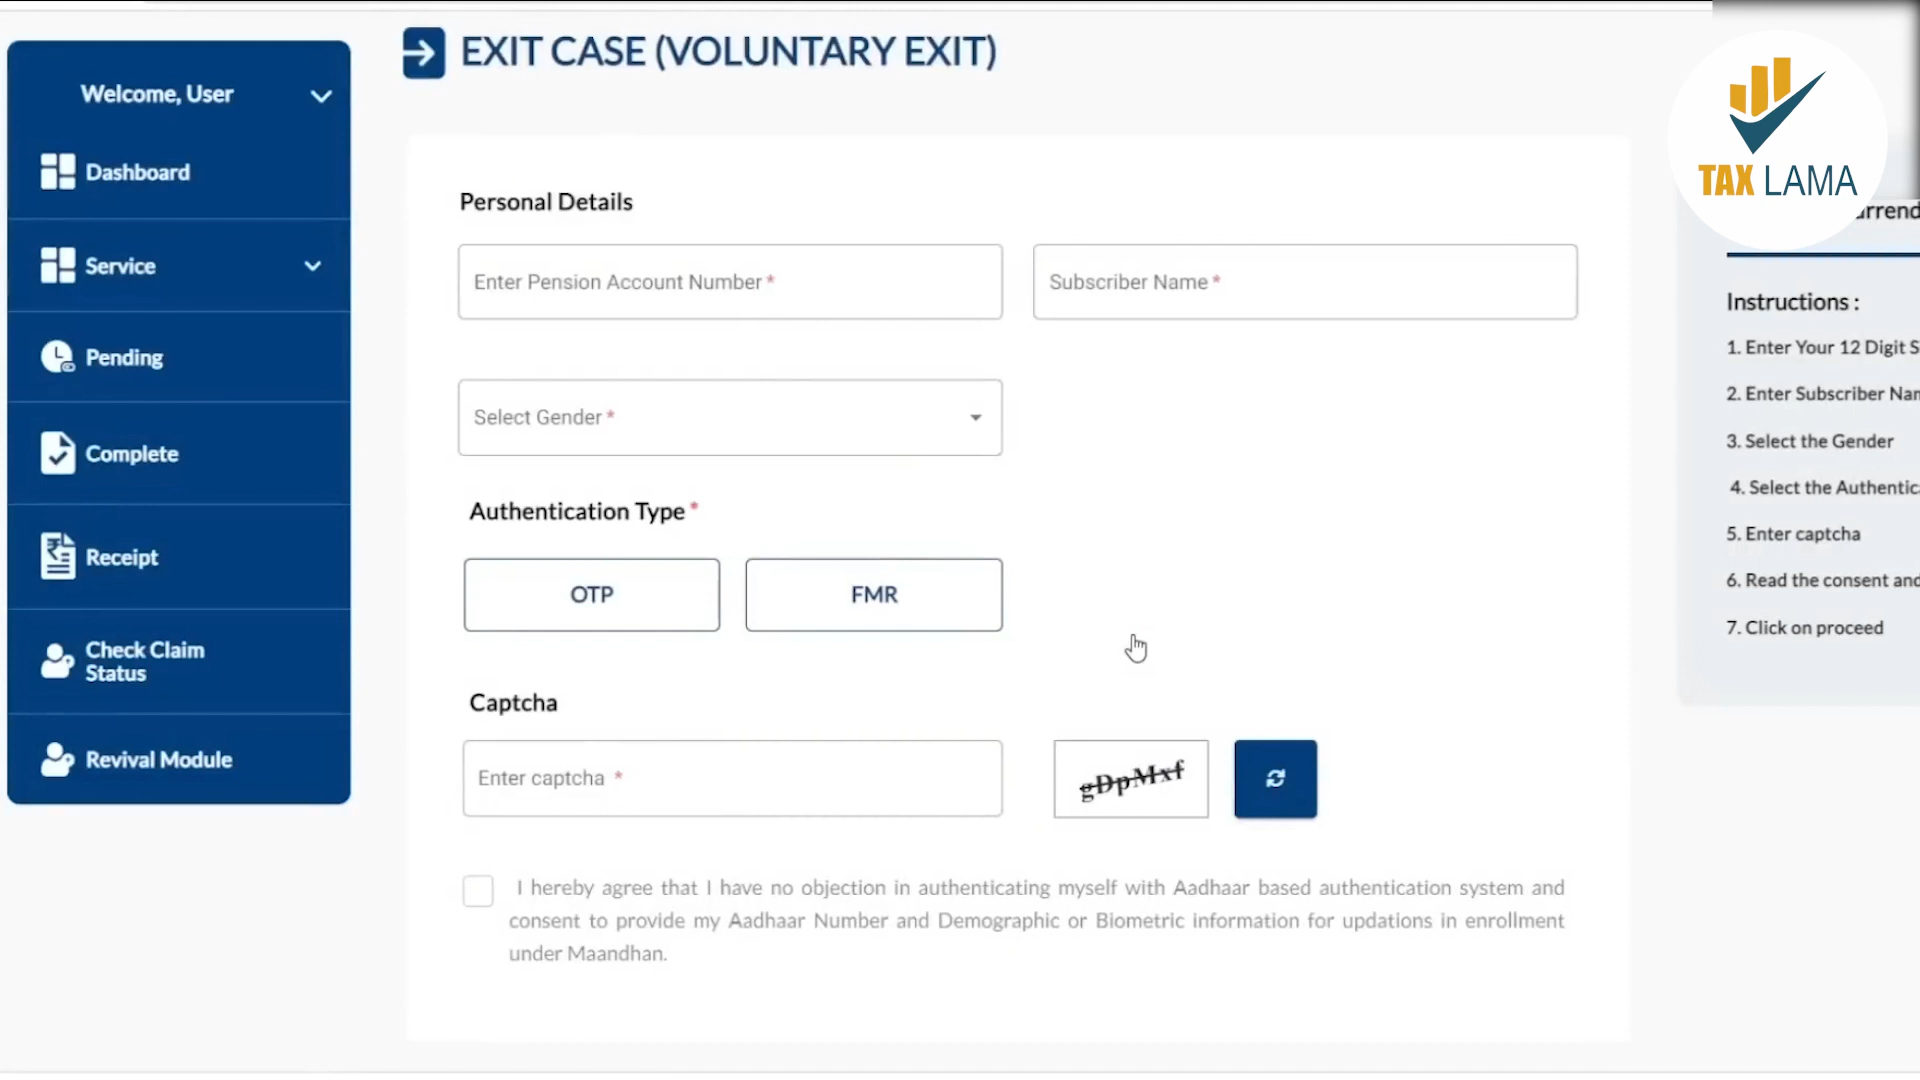 EXIT CASE (VOLUNTARY EXIT)
Welcome, User
Dashboard
Service
Pending
Complete
Receipt
Check Claim
Status
Revival Module
Personal Details
Enter Pension Account Number *
Subscriber Name *
Select Gender *
Authentication Type *
OTP
FMR
Captcha
Enter captcha *
gDpMxf
I hereby agree that I have no objection in authenticating myself with Aadhaar based authentication system and
consent to provide my Aadhaar Number and Demographic or Biometric information for updations in enrollment
under Maandhan.
TAX LAMA
Instructions :
1. Enter Your 12 Digit S
2. Enter Subscriber Nam
3. Select the Gender
4. Select the Authentica
5. Enter captcha
6. Read the consent and
7. Click on proceed